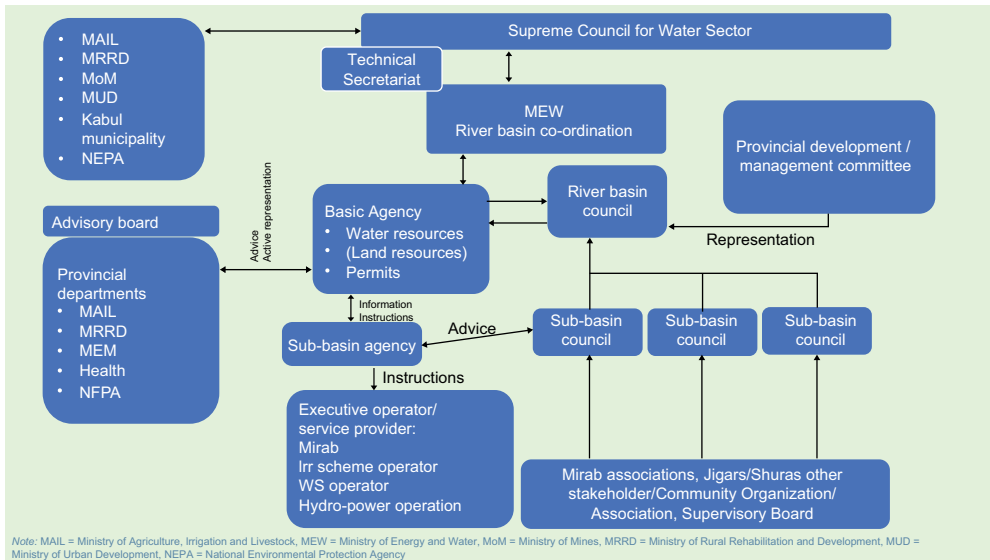 • MAIL
• MRRD
• MoM
• MUD
• Kabul
municipality
• NEPA
Supreme Council for Water Sector
Technical
Secretariat
MEW
River basin co-ordination
Provincial development /
management committee
Advisory board
Provincial
departments
• MAIL
• MRRD
• MEM
• Health
• NFPA
Advice
Active representation
Basic Agency
• Water resources
• (Land resources)
• Permits
River basin
council
Representation
Information
Instructions
Sub-basin agency
Advice
Sub-basin
council
Sub-basin
council
Sub-basin
council
Instructions
Executive operator/
service provider:
Mirab
Irr scheme operator
WS operator
Hydro-power operation
Mirab associations, Jigars/Shuras other
stakeholder/Community Organization/
Association, Supervisory Board
Note: MAIL = Ministry of Agriculture, Irrigation and Livestock, MEW = Ministry of Energy and Water, MoM = Ministry of Mines, MRRD = Ministry of Rural Rehabilitation and Development, MUD =
Ministry of Urban Development, NEPA = National Environmental Protection Agency